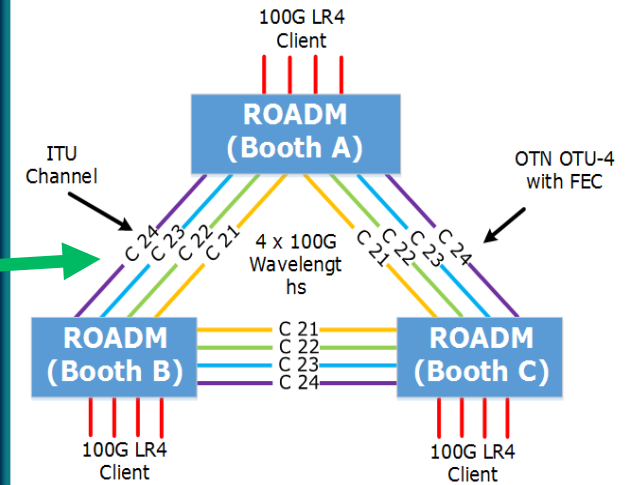 100G LR4
Client
ROADM
(Booth A)
ITU
Channel
OTN OTU-4
with FEC
C 24
C 23
C 22
C 21
4 x 100G
Wavelengt
hs
C 21
C 22
C 23
C 24
ROADM
(Booth B)
C 21
C 22
C 23
C 24
ROADM
(Booth C)
100G LR4
Client
100G LR4
Client